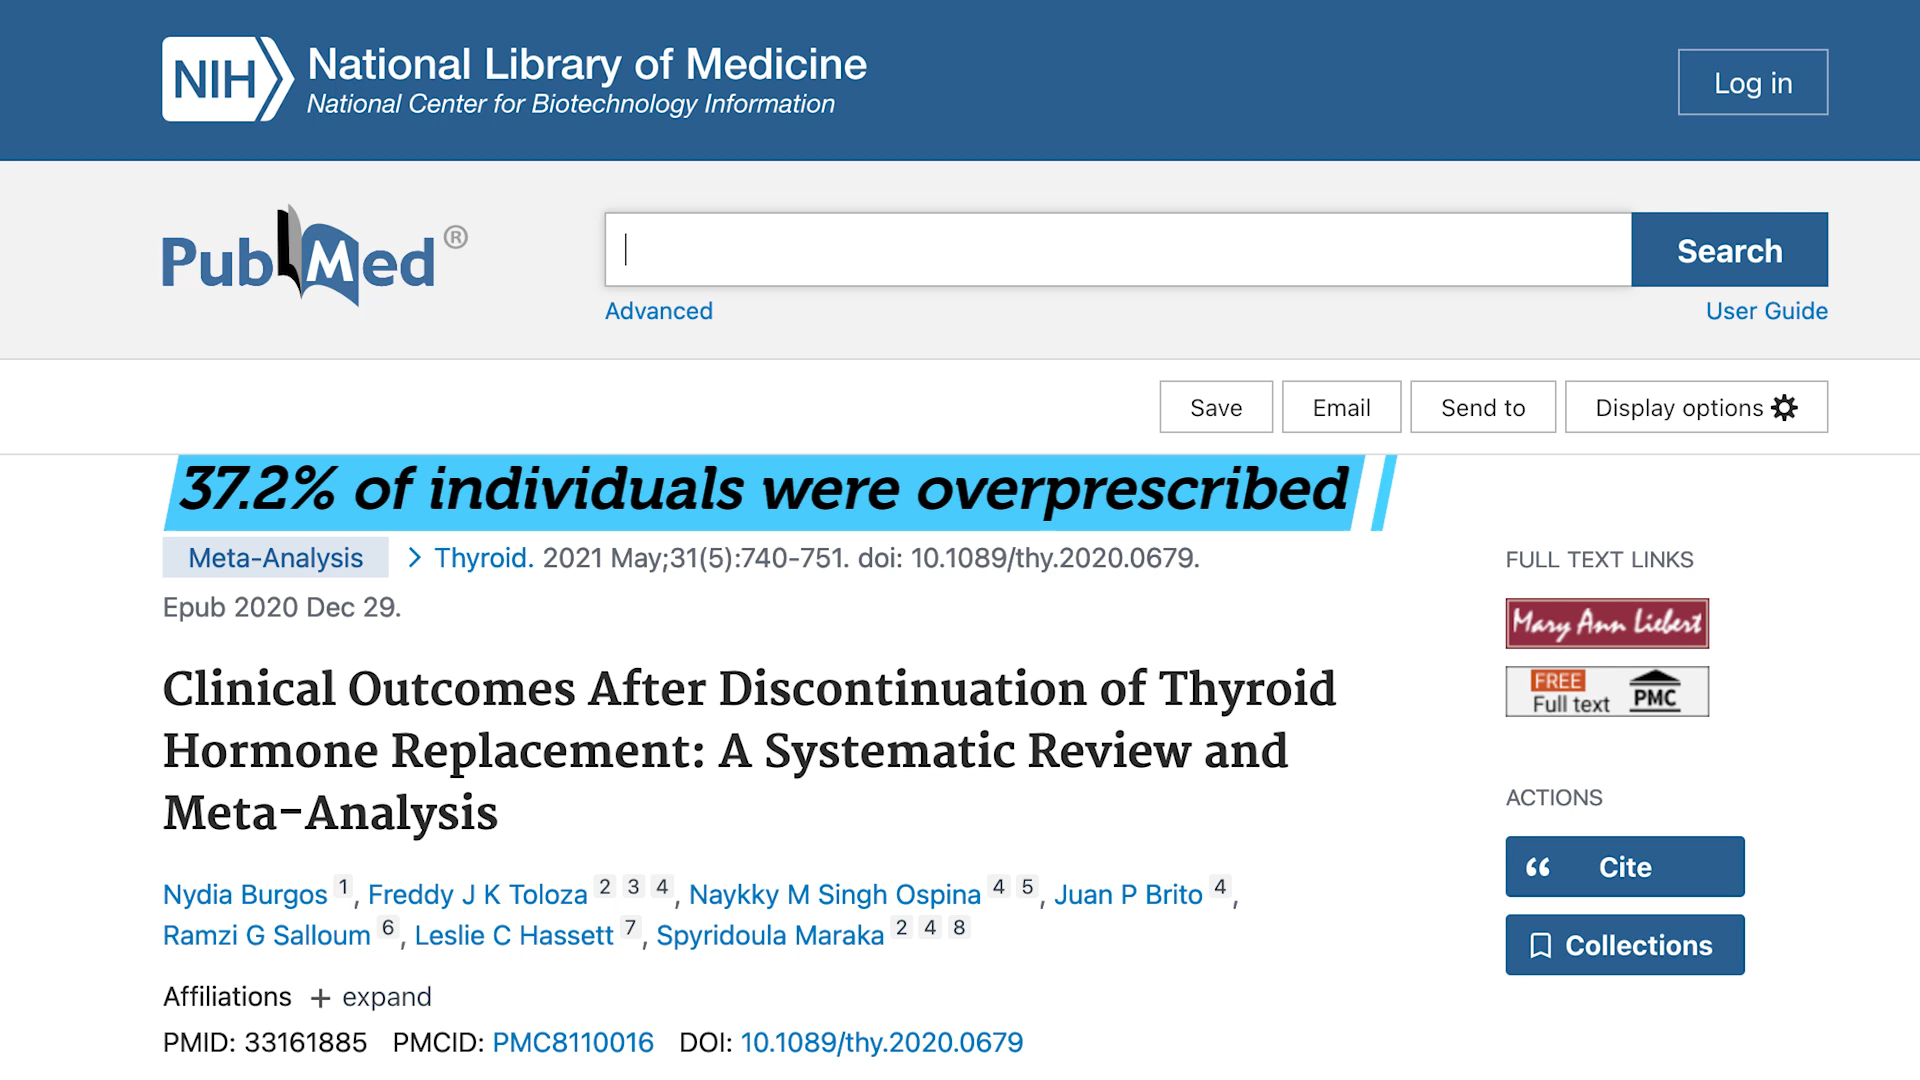 NIH National Library of Medicine
National Center for Biotechnology Information
Log in
PubMed®
Search
Advanced
User Guide
Save
Email
Send to
Display options
37.2% of individuals were overprescribed
Meta-Analysis > Thyroid. 2021 May;31(5):740-751. doi: 10.1089/thy.2020.0679.
Epub 2020 Dec 29.
Clinical Outcomes After Discontinuation of Thyroid
Hormone Replacement: A Systematic Review and
Meta-Analysis
Nydia Burgos 1, Freddy J K Toloza 2 3 4, Naykky M Singh Ospina 4 5, Juan P Brito 4,
Ramzi G Salloum 6, Leslie C Hassett 7, Spyridoula Maraka 2 4 8
Affiliations + expand
PMID: 33161885 PMCID: PMC8110016 DOI: 10.1089/thy.2020.0679
FULL TEXT LINKS
Mary Ann Liebert
FREE
Full text PMC
ACTIONS
Cite
Collections